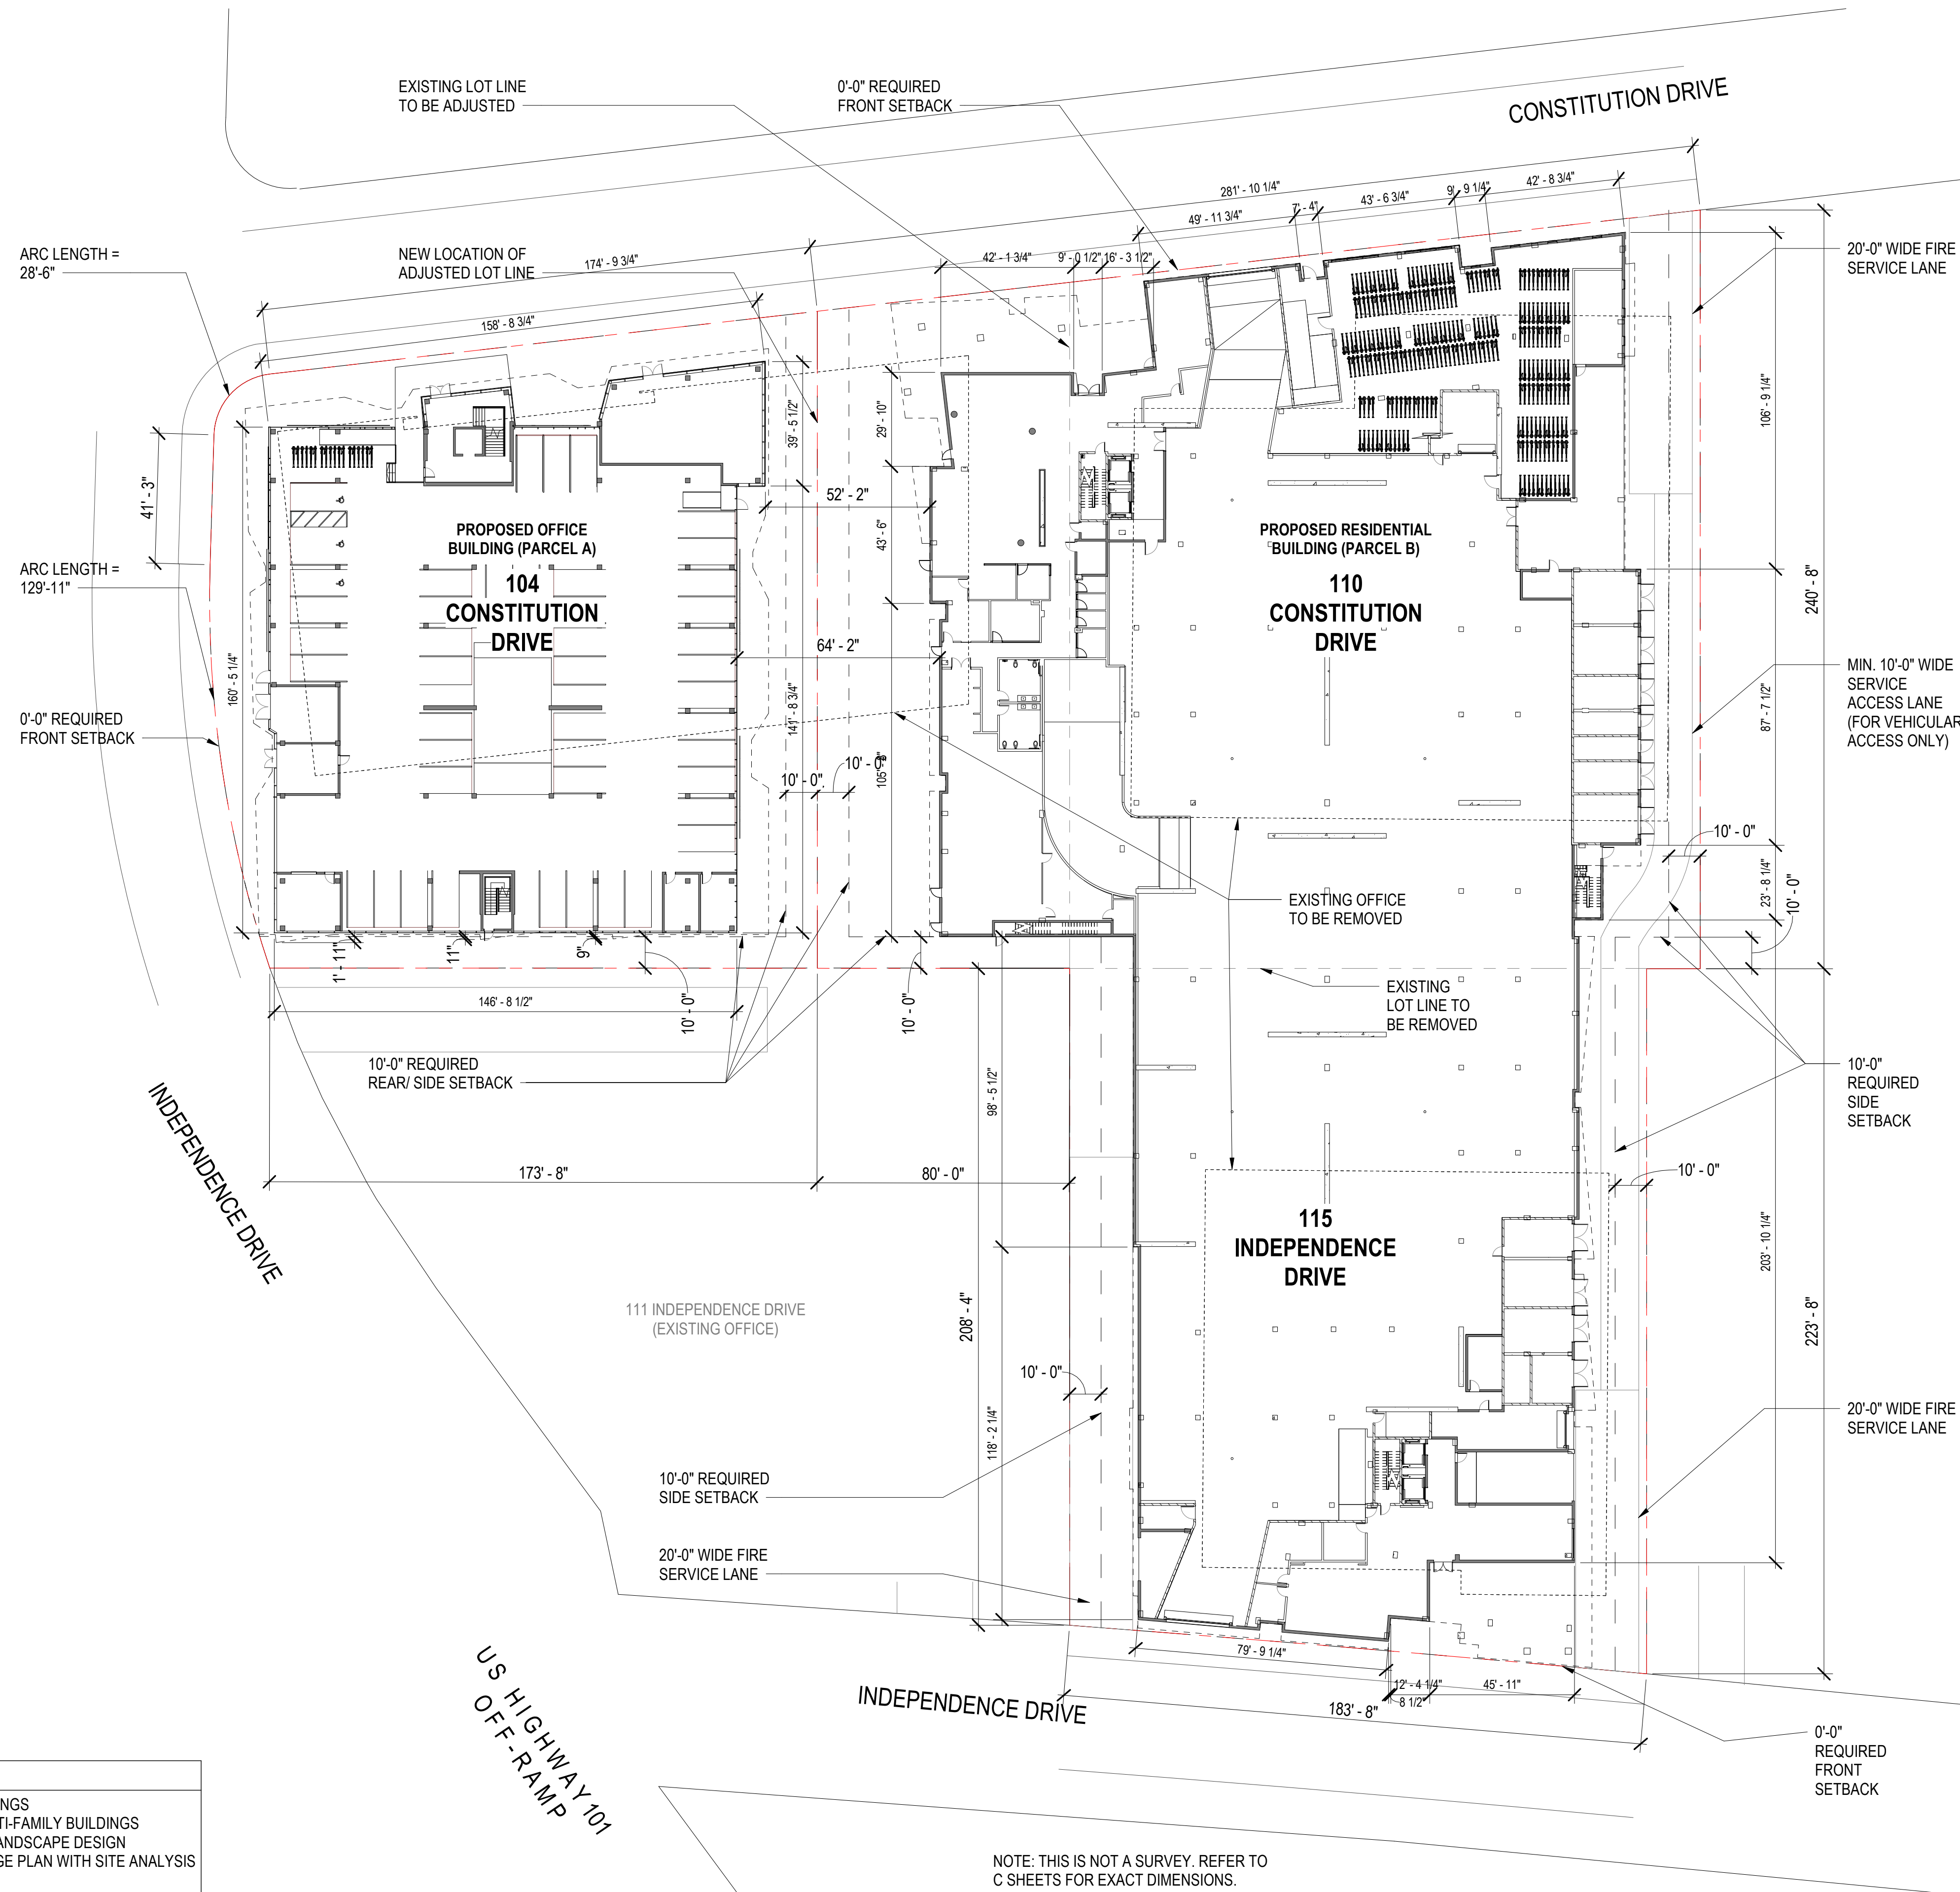 EXISTING LOT LINE
TO BE ADJUSTED
0'-0" REQUIRED
FRONT SETBACK
CONSTITUTION DRIVE
281' - 10 1/4"
49' - 11 3/4"
7' - 4"
43' - 6 3/4"
9' - 9 1/4"
42' - 8 3/4"
ARC LENGTH =
28'-6"
NEW LOCATION OF
ADJUSTED LOT LINE
174' - 9 3/4"
42' - 1 3/4"
9' - 0 1/2"
16' - 3 1/2"
20'-0" WIDE FIRE
SERVICE LANE
158' - 8 3/4"
39' - 5 1/2"
29' - 10"
106' - 9 1/4"
41' - 3"
52' - 2"
43' - 6"
PROPOSED OFFICE
BUILDING (PARCEL A)
104
CONSTITUTION
DRIVE
PROPOSED RESIDENTIAL
BUILDING (PARCEL B)
110
CONSTITUTION
DRIVE
240' - 8"
ARC LENGTH =
129'-11"
64' - 2"
160' - 5 1/4"
141' - 8 3/4"
MIN. 10'-0" WIDE
SERVICE
ACCESS LANE
(FOR VEHICULAR
ACCESS ONLY)
87' - 7 1/2"
0'-0" REQUIRED
FRONT SETBACK
10' - 0"
10' - 0"
10' - 0"
23' - 8 1/4"
10' - 0"
EXISTING OFFICE
TO BE REMOVED
1' - 11"
11"
9"
10' - 0"
10' - 0"
146' - 8 1/2"
EXISTING
LOT LINE TO
BE REMOVED
10'-0" REQUIRED
REAR/ SIDE SETBACK
98' - 5 1/2"
10'-0"
REQUIRED
SIDE
SETBACK
INDEPENDENCE DRIVE
173' - 8"
80' - 0"
10' - 0"
115
INDEPENDENCE
DRIVE
203' - 10 1/4"
111 INDEPENDENCE DRIVE
(EXISTING OFFICE)
208' - 4"
223' - 8"
10' - 0"
118' - 2 1/4"
20'-0" WIDE FIRE
SERVICE LANE
10'-0" REQUIRED
SIDE SETBACK
20'-0" WIDE FIRE
SERVICE LANE
79' - 9 1/4"
12' - 4 1/4"
8 1/2"
45' - 11"
183' - 8"
INDEPENDENCE DRIVE
US HIGHWAY 101
OFF-RAMP
0'-0"
REQUIRED
FRONT
SETBACK
NGS
TI-FAMILY BUILDINGS
ANDSCAPE DESIGN
GE PLAN WITH SITE ANALYSIS
NOTE: THIS IS NOT A SURVEY. REFER TO
C SHEETS FOR EXACT DIMENSIONS.